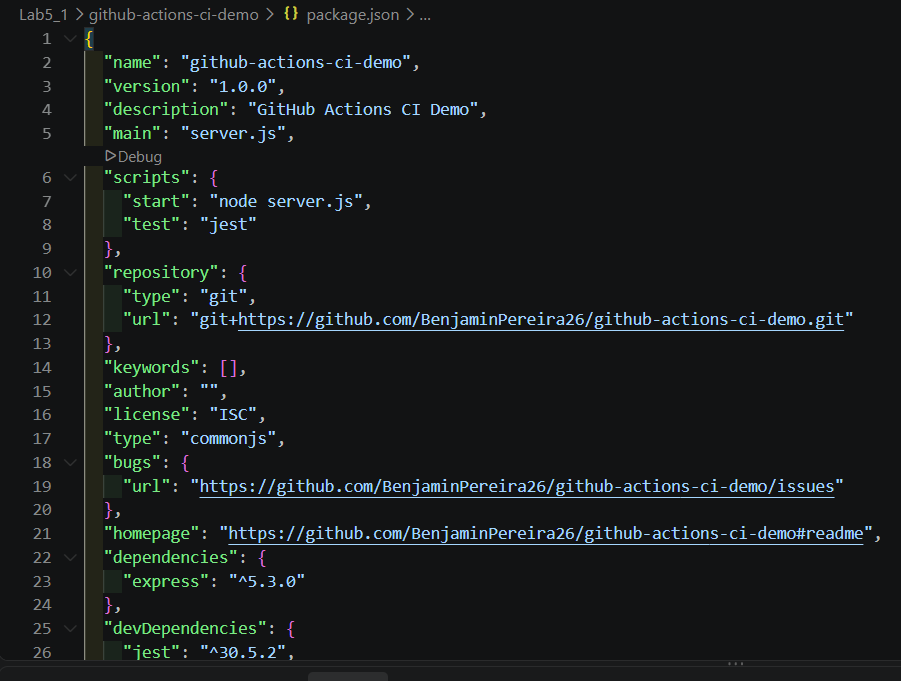 Lab5_1 > github-actions-ci-demo > {} package.json > ...
1 {
2 "name": "github-actions-ci-demo",
3 "version": "1.0.0",
4 "description": "GitHub Actions CI Demo",
5 "main": "server.js",
Debug
6 "scripts": {
7 "start": "node server.js",
8 "test": "jest"
9 },
10 "repository": {
11 "type": "git",
12 "url": "git+https://github.com/BenjaminPereira26/github-actions-ci-demo.git"
13 },
14 "keywords": [],
15 "author": "",
16 "license": "ISC",
17 "type": "commonjs",
18 "bugs": {
19 "url": "https://github.com/BenjaminPereira26/github-actions-ci-demo/issues"
20 },
21 "homepage": "https://github.com/BenjaminPereira26/github-actions-ci-demo#readme",
22 "dependencies": {
23 "express": "^5.3.0"
24 },
25 "devDependencies": {
26 "jest": "^30.5.2",